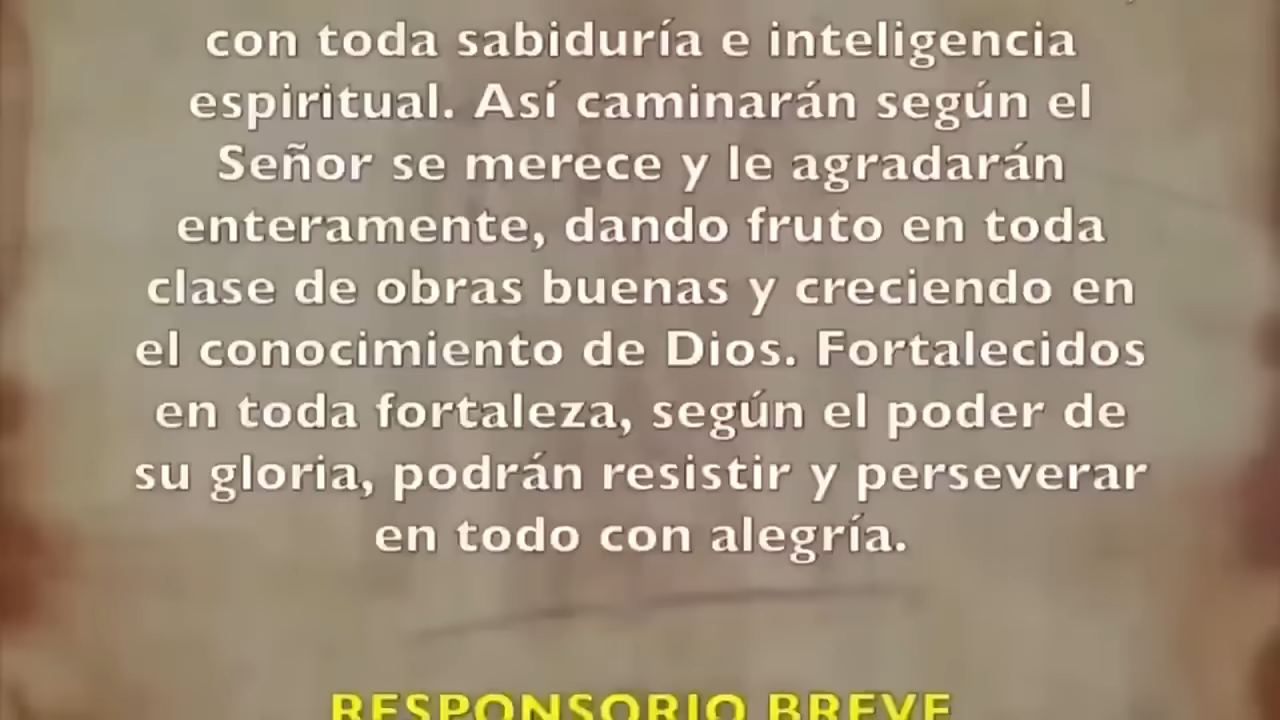 con toda sabiduría e inteligencia
espiritual. Así caminarán según el
Señor se merece y le agradarán
enteramente, dando fruto en toda
clase de obras buenas y creciendo en
el conocimiento de Dios. Fortalecidos
en toda fortaleza, según el poder de
su gloria, podrán resistir y perseverar
en todo con alegría.
RESPONSORIO BREVE